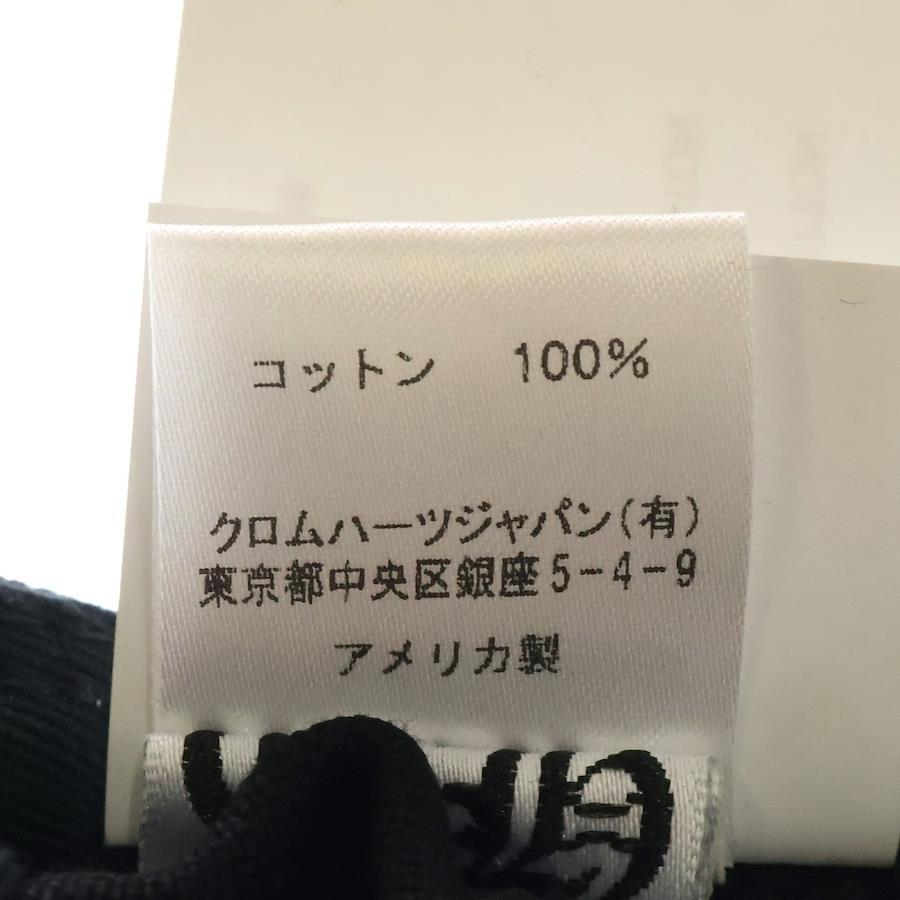 コットン 100%
クロムハーツジャパン(有)
東京都中央区銀座5-4-9
アメリカ製